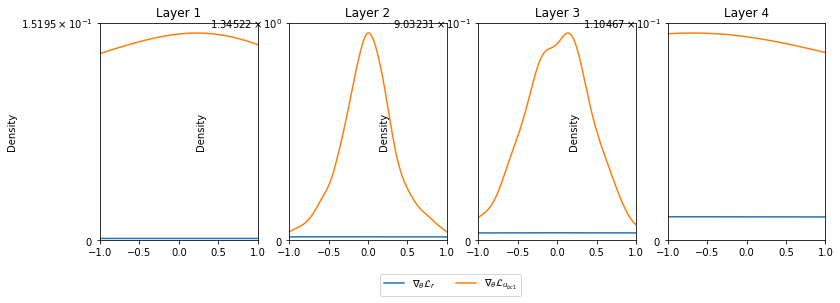 Layer 1 Layer 2 Layer 3 Layer 4
1.5195 × 10⁻¹ 1.34522 × 10⁰ 9.03231 × 10⁻¹ 1.10467 × 10⁻¹
Density Density Density Density
0 0 0 0
−1.0 −0.5 0.0 0.5 1.0 −1.0 −0.5 0.0 0.5 1.0 −1.0 −0.5 0.0 0.5 1.0 −1.0 −0.5 0.0 0.5 1.0
∇θℒr ∇θℒu_bc1